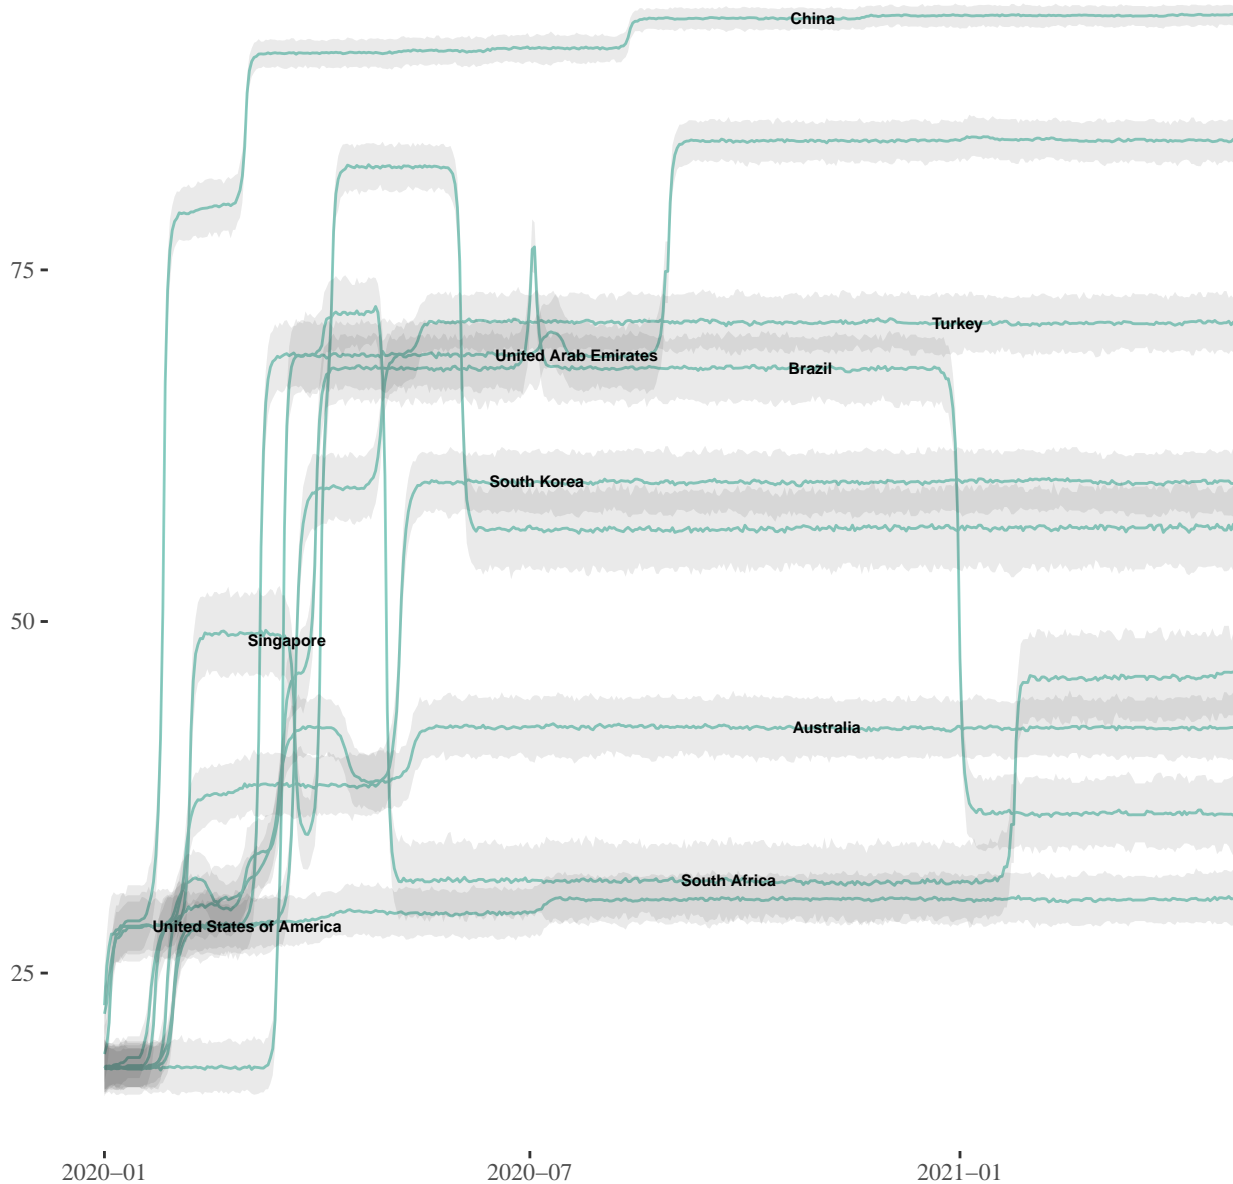 China
75
Turkey
United Arab Emirates
Brazil
South Korea
50
Singapore
Australia
South Africa
United States of America
25
2020–01
2020–07
2021–01